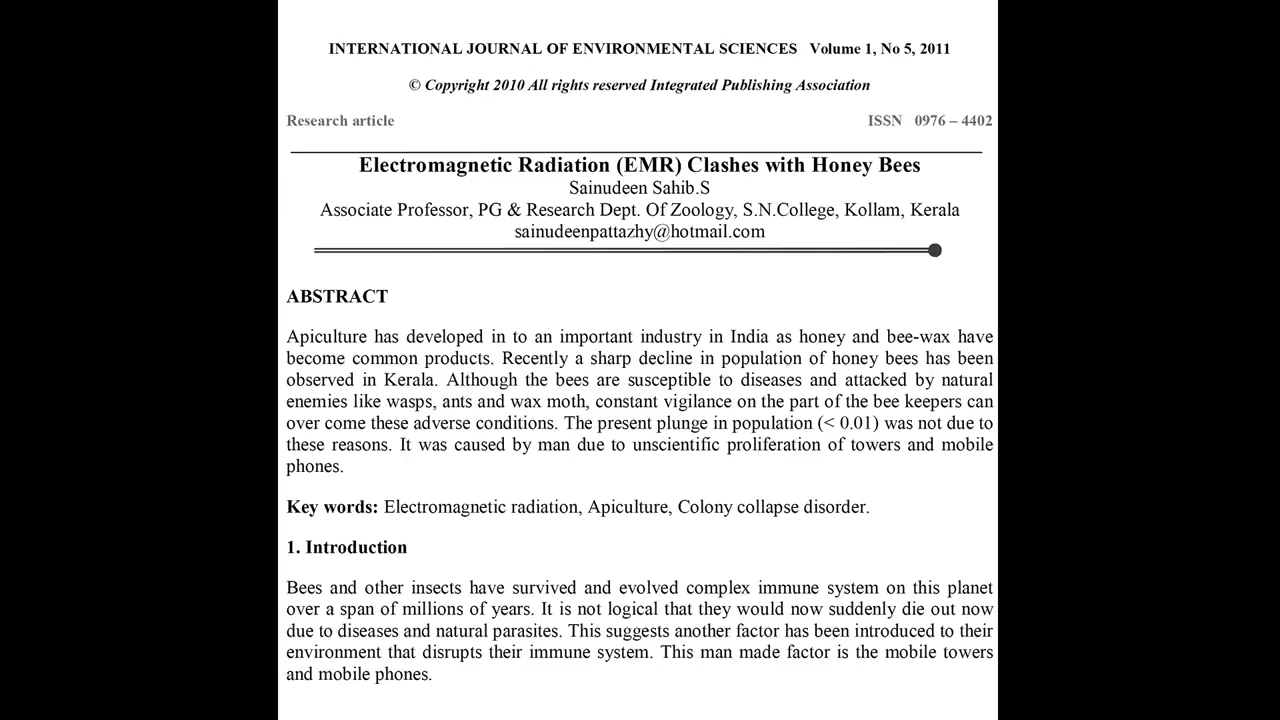 INTERNATIONAL JOURNAL OF ENVIRONMENTAL SCIENCES Volume 1, No 5, 2011
© Copyright 2010 All rights reserved Integrated Publishing Association
Research article ISSN 0976 – 4402
Electromagnetic Radiation (EMR) Clashes with Honey Bees
Sainudeen Sahib.S
Associate Professor, PG & Research Dept. Of Zoology, S.N.College, Kollam, Kerala
sainudeenpattazhy@hotmail.com
ABSTRACT
Apiculture has developed in to an important industry in India as honey and bee-wax have
become common products. Recently a sharp decline in population of honey bees has been
observed in Kerala. Although the bees are susceptible to diseases and attacked by natural
enemies like wasps, ants and wax moth, constant vigilance on the part of the bee keepers can
over come these adverse conditions. The present plunge in population (< 0.01) was not due to
these reasons. It was caused by man due to unscientific proliferation of towers and mobile
phones.
Key words: Electromagnetic radiation, Apiculture, Colony collapse disorder.
1. Introduction
Bees and other insects have survived and evolved complex immune system on this planet
over a span of millions of years. It is not logical that they would now suddenly die out now
due to diseases and natural parasites. This suggests another factor has been introduced to their
environment that disrupts their immune system. This man made factor is the mobile towers
and mobile phones.